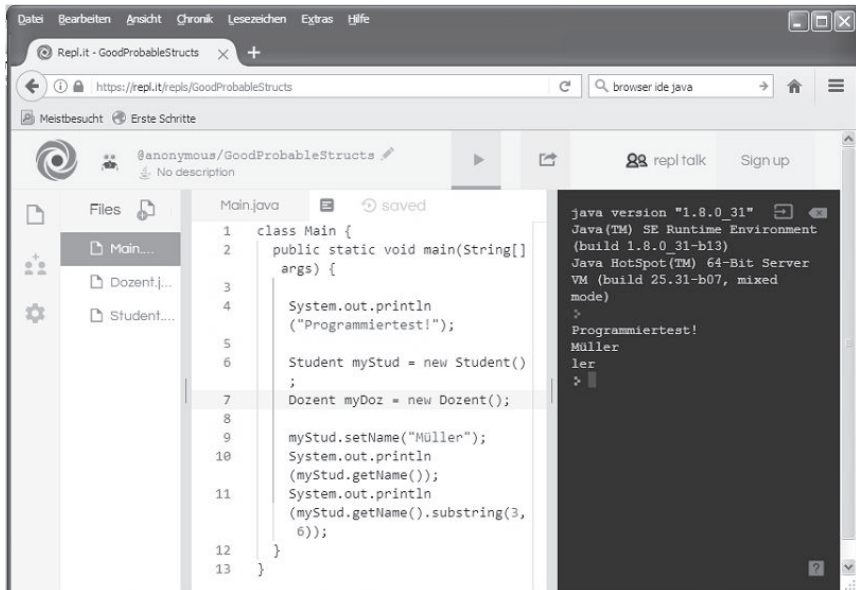 Datei Bearbeiten Ansicht Chronik Lesezeichen Extras Hilfe
Repl.it - GoodProbableStructs × +
https://repl.it/repls/GoodProbableStructs browser ide java
Meistbesucht Erste Schritte
@anonymous/GoodProbableStructs
No description
repl talk Sign up
Files
Main....
Dozent.j...
Student....
Main.java saved
1 class Main {
2 public static void main(String[]
args) {
3
4 System.out.println
("Programmiertest!");
5
6 Student myStud = new Student()
;
7 Dozent myDoz = new Dozent();
8
9 myStud.setName("Müller");
10 System.out.println
(myStud.getName());
11 System.out.println
(myStud.getName().substring(3,
6));
12 }
13 }
java version "1.8.0_31"
Java(TM) SE Runtime Environment
(build 1.8.0_31-b13)
Java HotSpot(TM) 64-Bit Server
VM (build 25.31-b07, mixed
mode)
>
Programmiertest!
Müller
ler
>
?